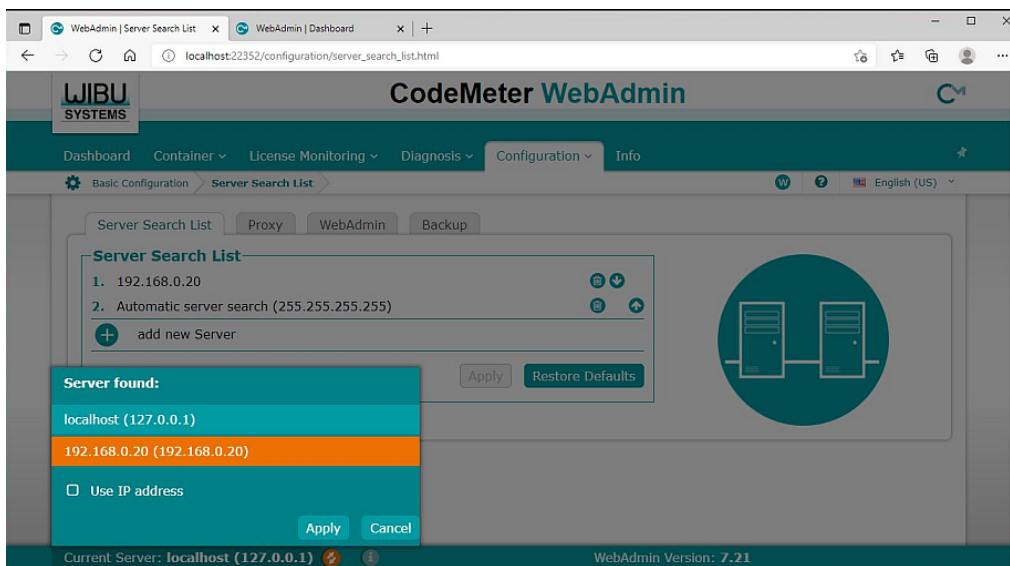 WebAdmin | Server Search List
WebAdmin | Dashboard
localhost:22352/configuration/server_search_list.html
WIBU
SYSTEMS
CodeMeter WebAdmin
Dashboard Container License Monitoring Diagnosis Configuration Info
Basic Configuration Server Search List W ? English (US)
Server Search List Proxy WebAdmin Backup
Server Search List
1. 192.168.0.20
2. Automatic server search (255.255.255.255)
+ add new Server
Apply Restore Defaults
Server found:
localhost (127.0.0.1)
192.168.0.20 (192.168.0.20)
Use IP address
Apply Cancel
Current Server: localhost (127.0.0.1) i WebAdmin Version: 7.21